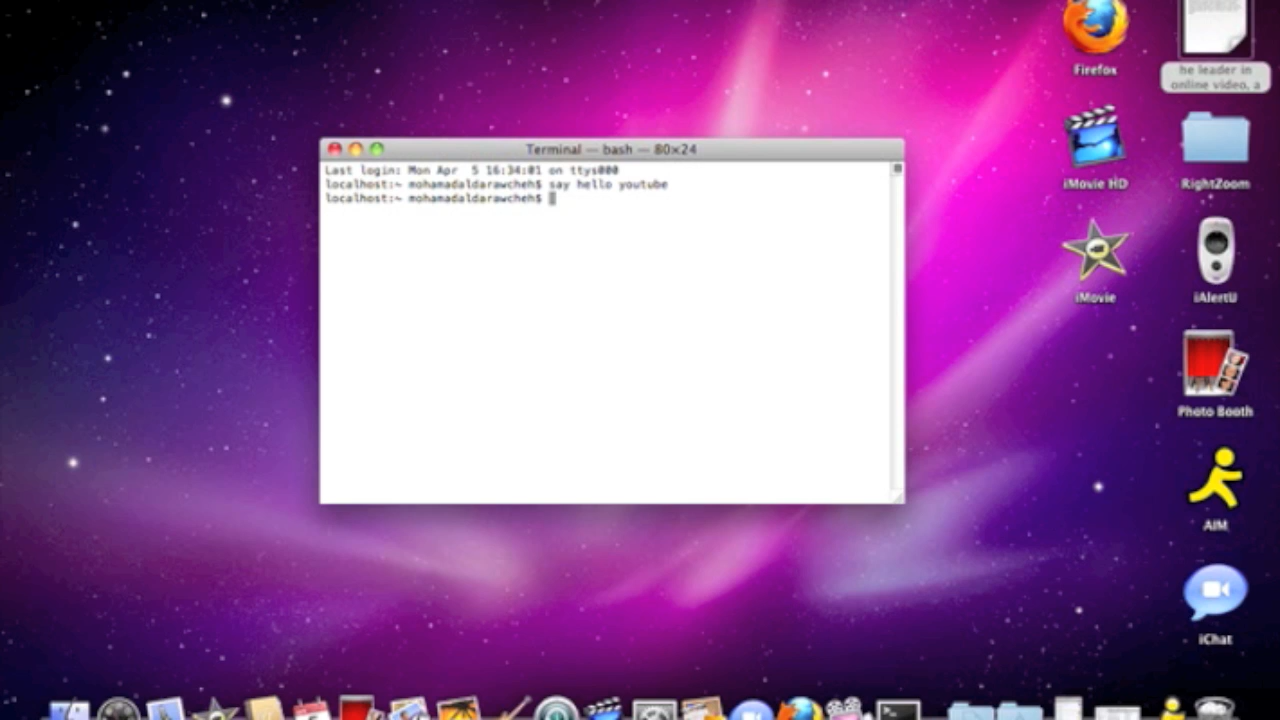 Firefox
he leader in
online video, a
Terminal — bash — 80×24
Last login: Mon Apr  5 16:34:01 on ttys000
localhost:~ mohamadaldarawcheh$ say hello youtube
localhost:~ mohamadaldarawcheh$
iMovie HD
RightZoom
iMovie
iAlertU
Photo Booth
AIM
iChat